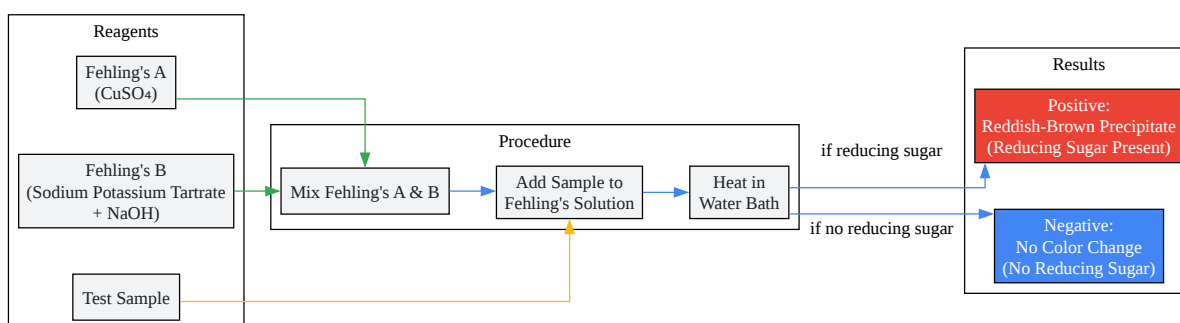 Reagents
Fehling's A
(CuSO₄)
Fehling's B
(Sodium Potassium Tartrate
+ NaOH)
Test Sample
Procedure
Mix Fehling's A & B
Add Sample to
Fehling's Solution
Heat in
Water Bath
if reducing sugar
if no reducing sugar
Results
Positive:
Reddish-Brown Precipitate
(Reducing Sugar Present)
Negative:
No Color Change
(No Reducing Sugar)